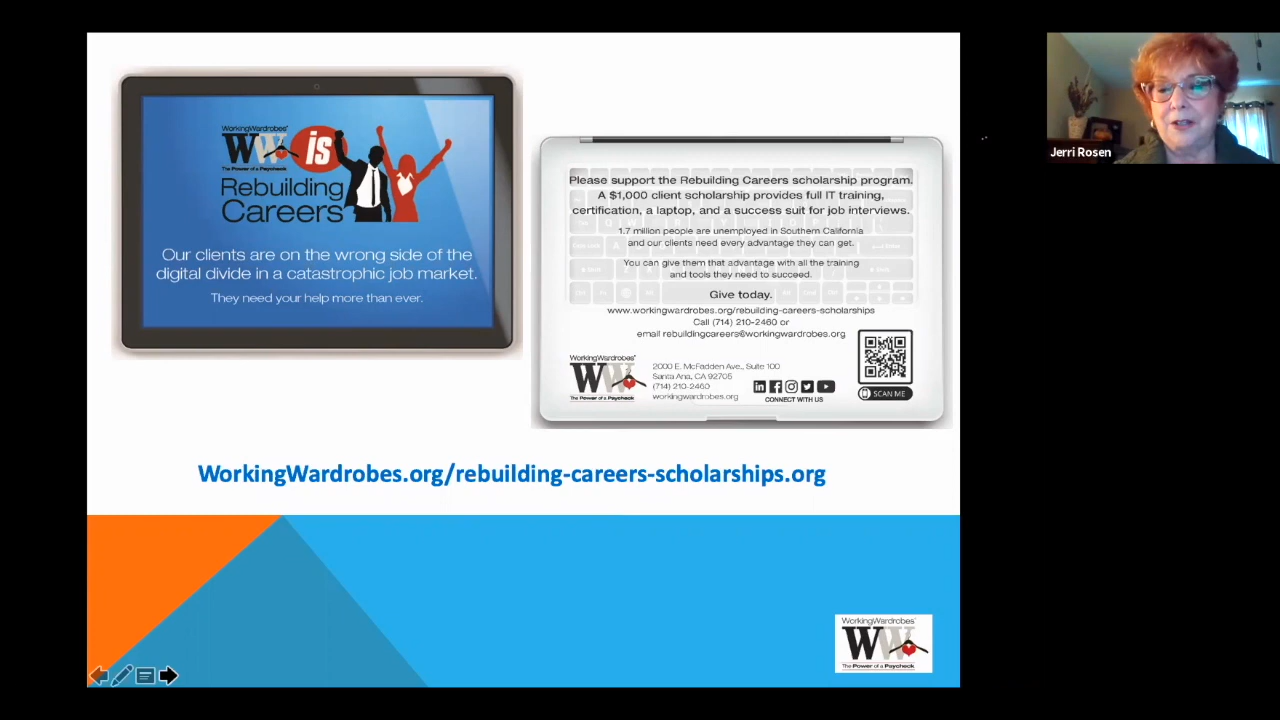 WorkingWardrobes®
WW is
The Power of a Paycheck
Rebuilding
Careers
Our clients are on the wrong side of the
digital divide in a catastrophic job market.
They need your help more than ever.
Please support the Rebuilding Careers scholarship program.
A $1,000 client scholarship provides full IT training,
certification, a laptop, and a success suit for job interviews.
1.7 million people are unemployed in Southern California
and our clients need every advantage they can get.
You can give them that advantage with all the training
and tools they need to succeed.
Give today.
www.workingwardrobes.org/rebuilding-careers-scholarships
Call (714) 210-2460 or
email rebuildingcareers@workingwardrobes.org
WorkingWardrobes®
WW
The Power of a Paycheck
2000 E. McFadden Ave., Suite 100
Santa Ana, CA 92705
(714) 210-2460
workingwardrobes.org
CONNECT WITH US
SCAN ME
WorkingWardrobes.org/rebuilding-careers-scholarships.org
WorkingWardrobes®
WW
The Power of a Paycheck
Jerri Rosen